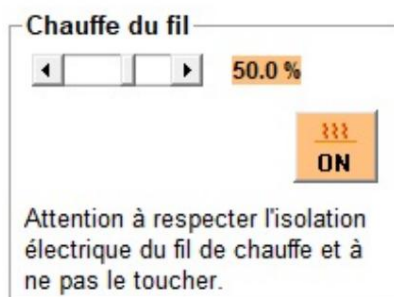 Chauffe du fil
50.0 %
ON
Attention à respecter l'isolation
électrique du fil de chauffe et à
ne pas le toucher.